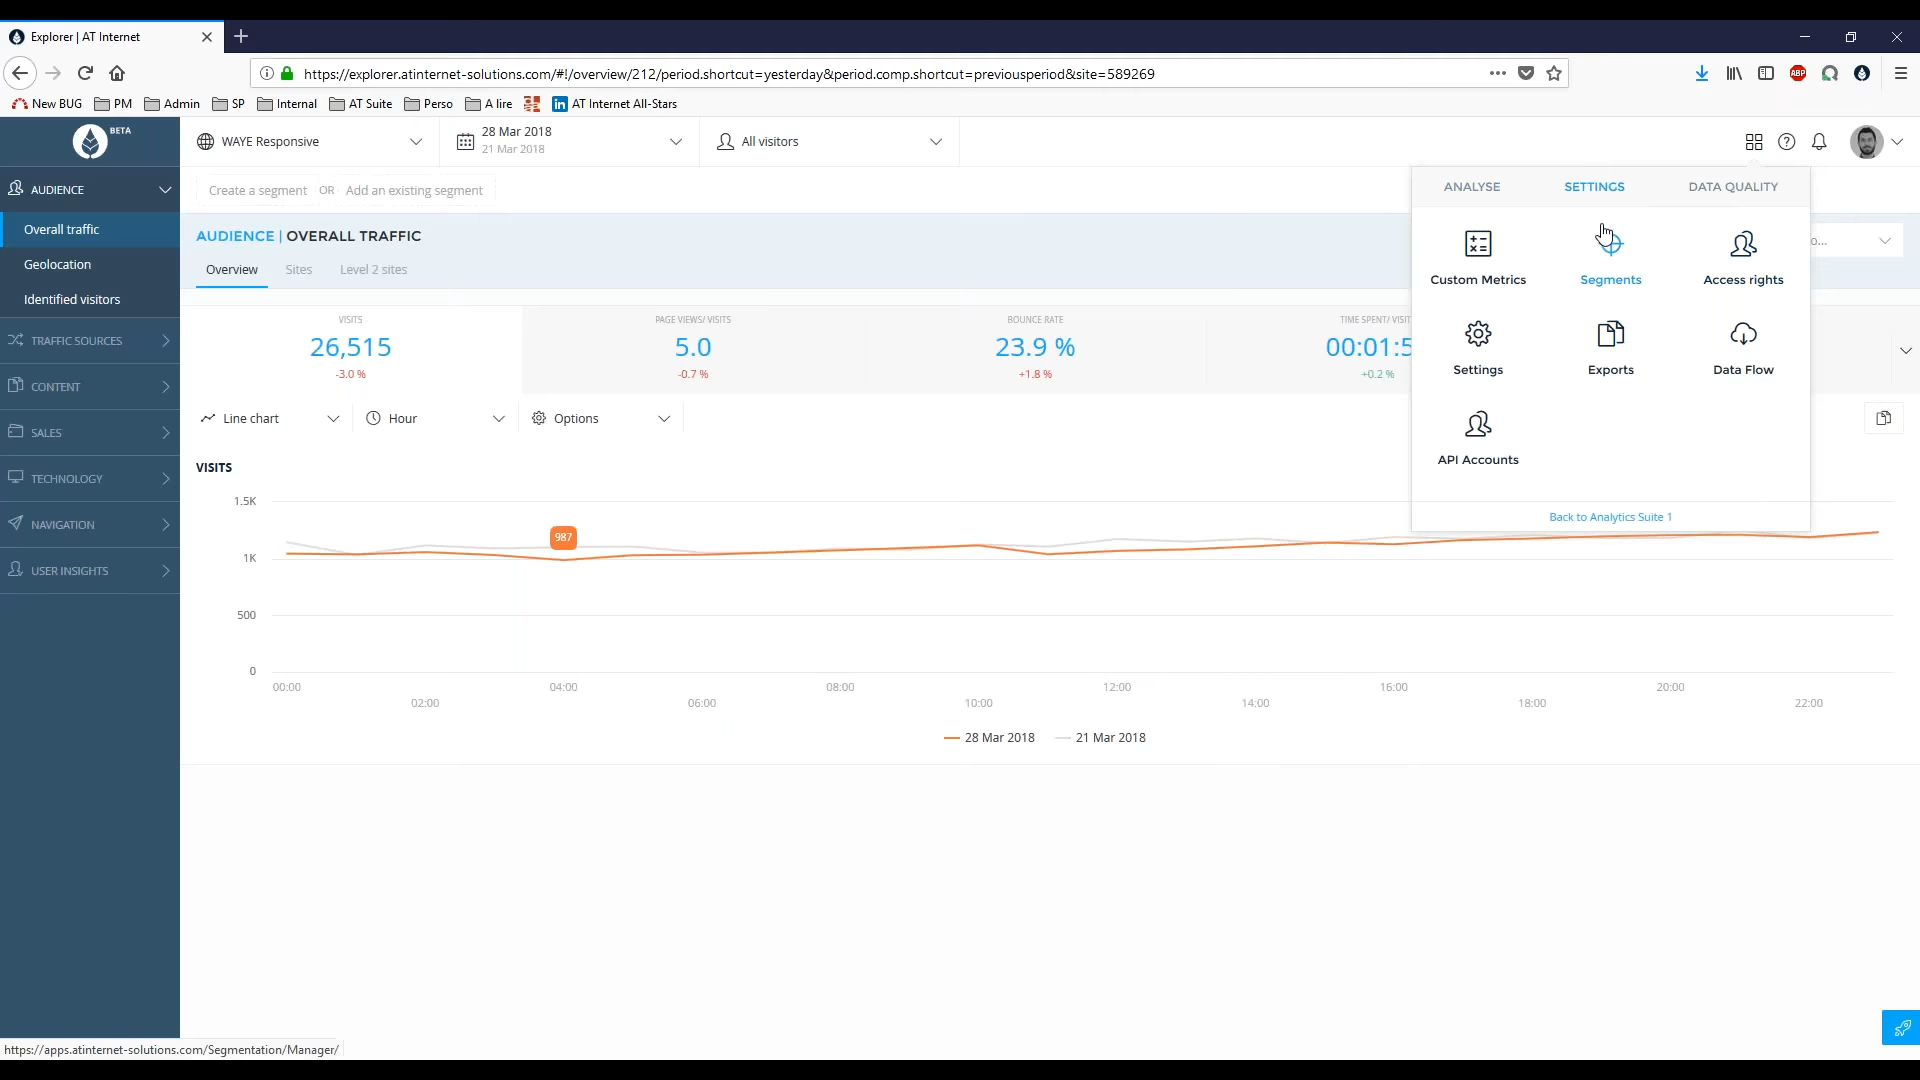 Explorer | AT Internet
https://explorer.atinternet-solutions.com/#!/overview/212/period.shortcut=yesterday&period.comp.shortcut=previousperiod&site=589269
ABP
New BUG PM Admin SP Internal AT Suite Perso A lire in AT Internet All-Stars
BETA
WAYE Responsive
28 Mar 2018
21 Mar 2018
All visitors
AUDIENCE
Overall traffic
Geolocation
Identified visitors
TRAFFIC SOURCES
CONTENT
SALES
TECHNOLOGY
NAVIGATION
USER INSIGHTS
Create a segment OR Add an existing segment
AUDIENCE | OVERALL TRAFFIC
Overview Sites Level 2 sites
ANALYSE SETTINGS DATA QUALITY
Custom Metrics Segments Access rights
Settings Exports Data Flow
API Accounts
Back to Analytics Suite 1
VISITS PAGE VIEWS/ VISITS BOUNCE RATE TIME SPENT/ VISIT
26,515 5.0 23.9 % 00:01:5
-3.0 % -0.7 % +1.8 % +0.2 %
Line chart Hour Options
VISITS
1.5K
987
1K
500
0
00:00 04:00 08:00 12:00 16:00 20:00
02:00 06:00 10:00 14:00 18:00 22:00
28 Mar 2018 21 Mar 2018
https://apps.atinternet-solutions.com/Segmentation/Manager/